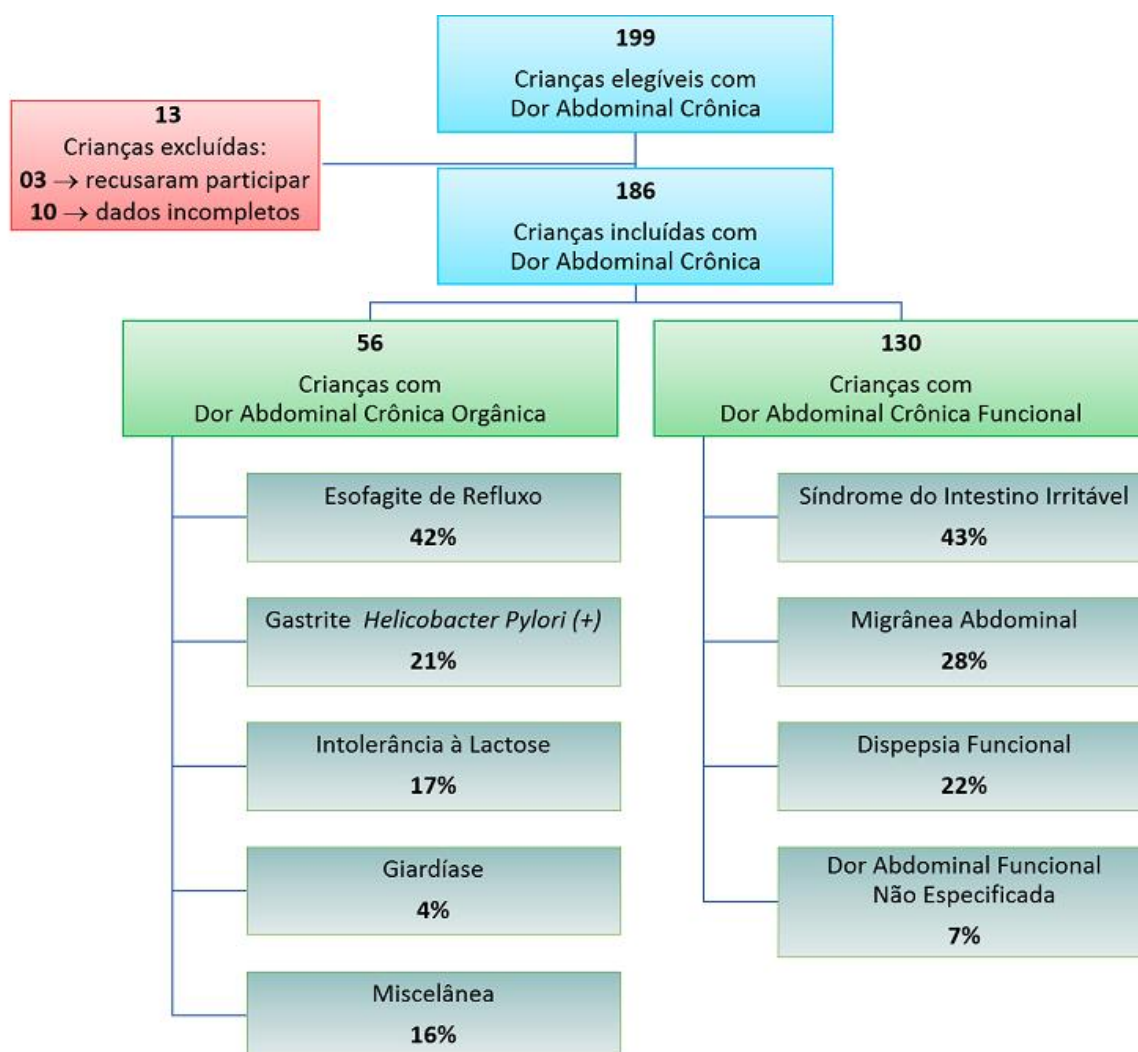 199
Crianças elegíveis com
Dor Abdominal Crônica
13
Crianças excluídas:
03 → recusaram participar
10 → dados incompletos
186
Crianças incluídas com
Dor Abdominal Crônica
56
Crianças com
Dor Abdominal Crônica Orgânica
130
Crianças com
Dor Abdominal Crônica Funcional
Esofagite de Refluxo
42%
Gastrite Helicobacter Pylori (+)
21%
Intolerância à Lactose
17%
Giardíase
4%
Miscelânea
16%
Síndrome do Intestino Irritável
43%
Migrânea Abdominal
28%
Dispepsia Funcional
22%
Dor Abdominal Funcional
Não Especificada
7%